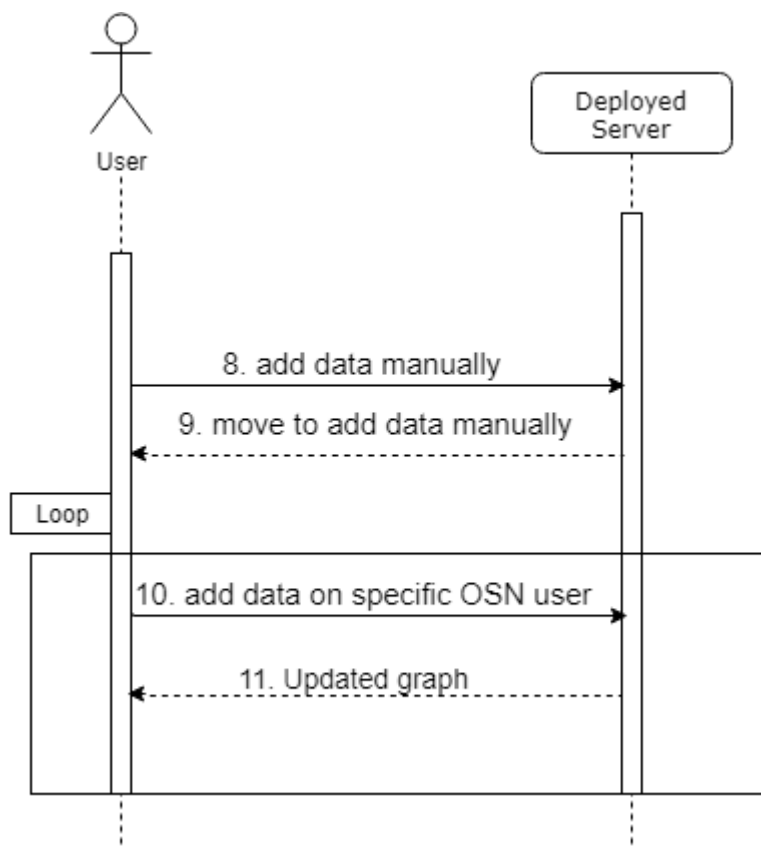 Deployed
Server
User
8. add data manually
9. move to add data manually
Loop
10. add data on specific OSN user
11. Updated graph